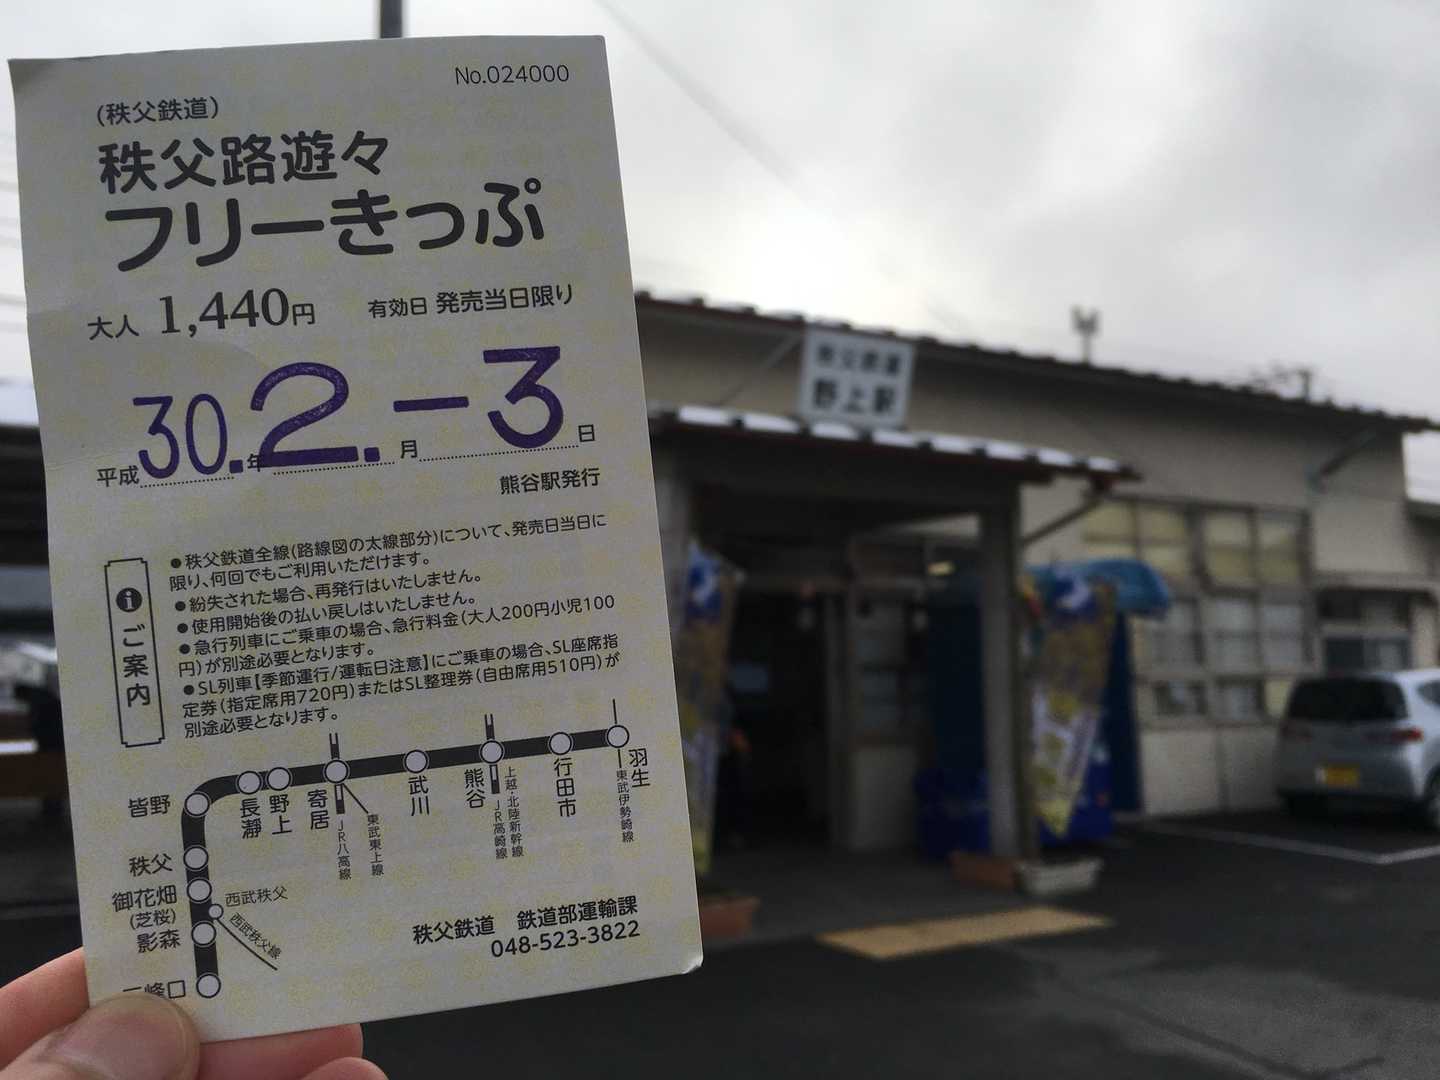 No.024000
(秩父鉄道)
秩父路遊々
フリーきっぷ
大人 1,440円 有効日 発売当日限り
平成30.年2.月-3日
熊谷駅発行
ご案内
●秩父鉄道全線(路線図の太線部分)について、発売日当日に
限り、何回でもご利用いただけます。
●紛失された場合、再発行はいたしません。
●使用開始後の払い戻しはいたしません。
●急行列車にご乗車の場合、急行料金(大人200円小児100
円)が別途必要となります。
●SL列車【季節運行/運転日注意】にご乗車の場合、SL座席指
定券(指定席用720円)またはSL整理券(自由席用510円)が
別途必要となります。
羽生
東武伊勢崎線
行田市
熊谷
上越・北陸新幹線
JR高崎線
武川
寄居
東武東上線
JR八高線
野上
長瀞
皆野
秩父
御花畑
(芝桜)
西武秩父
西武秩父線
影森
三峰口
秩父鉄道 鉄道部運輸課
048-523-3822
秩父鉄道
野上駅